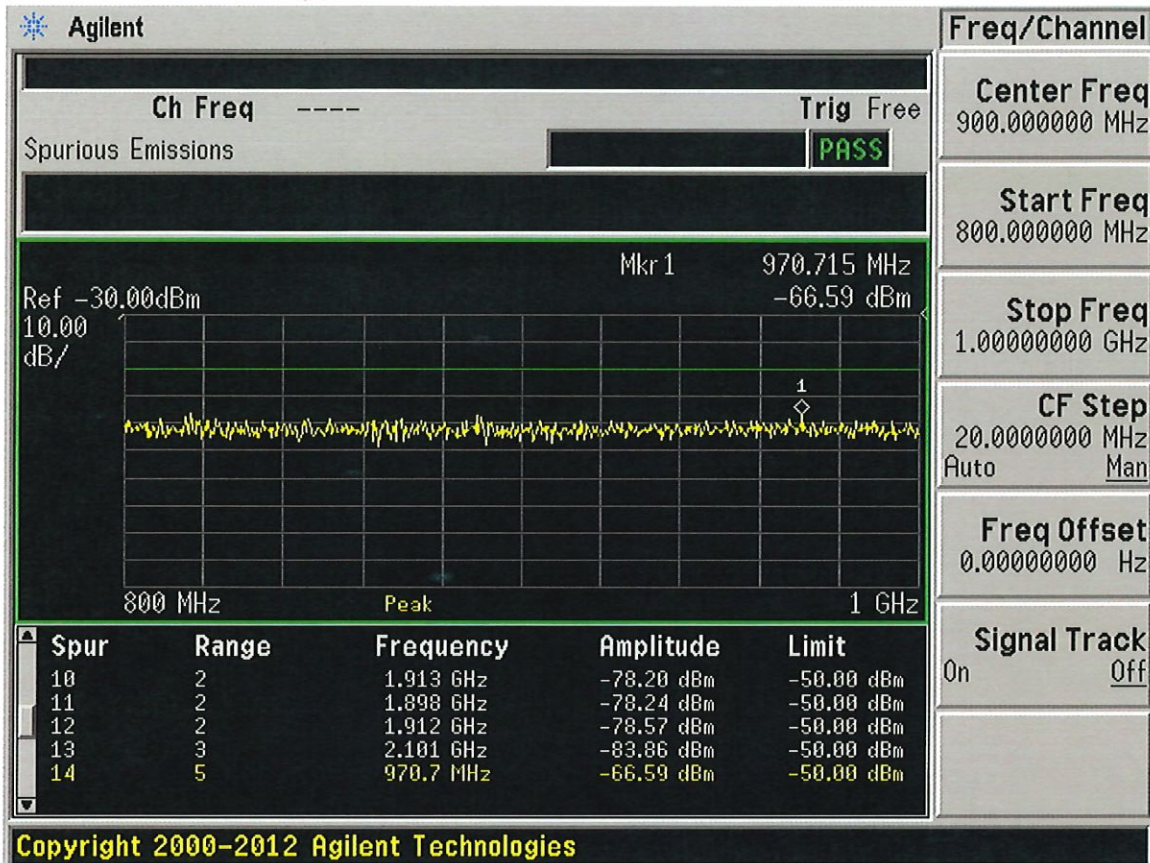 Agilent
Freq/Channel
Ch Freq ----
Trig Free
Spurious Emissions
PASS
Mkr1 970.715 MHz
Ref -30.00dBm
-66.59 dBm
10.00
dB/
1
800 MHz
Peak
1 GHz
Spur Range Frequency Amplitude Limit
10 2 1.913 GHz -78.20 dBm -50.00 dBm
11 2 1.898 GHz -78.24 dBm -50.00 dBm
12 2 1.912 GHz -78.57 dBm -50.00 dBm
13 3 2.101 GHz -83.86 dBm -50.00 dBm
14 5 970.7 MHz -66.59 dBm -50.00 dBm
Center Freq
900.000000 MHz
Start Freq
800.000000 MHz
Stop Freq
1.00000000 GHz
CF Step
20.0000000 MHz
Auto Man
Freq Offset
0.00000000 Hz
Signal Track
On Off
Copyright 2000-2012 Agilent Technologies